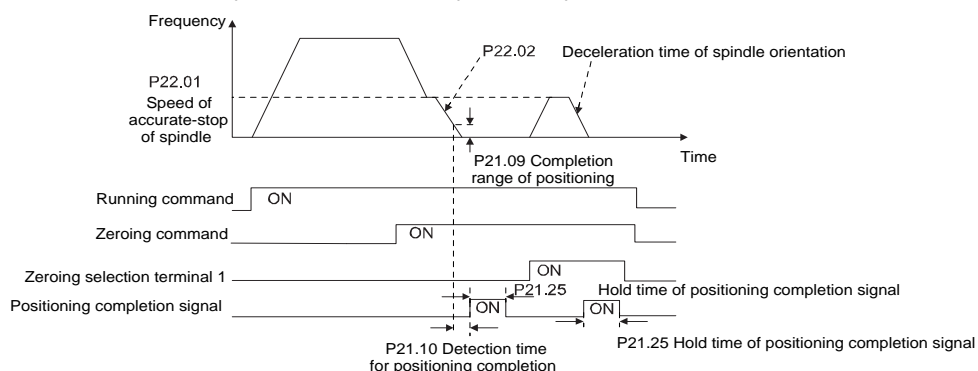 Frequency
P22.02
Deceleration time of spindle orientation
P22.01
Speed of
accurate-stop
of spindle
Time
P21.09 Completion
range of positioning
Running command
ON
Zeroing command
ON
Zeroing selection terminal 1
ON
P21.25
Hold time of positioning completion signal
Positioning completion signal
ON
ON
P21.10 Detection time
for positioning completion
P21.25 Hold time of positioning completion signal